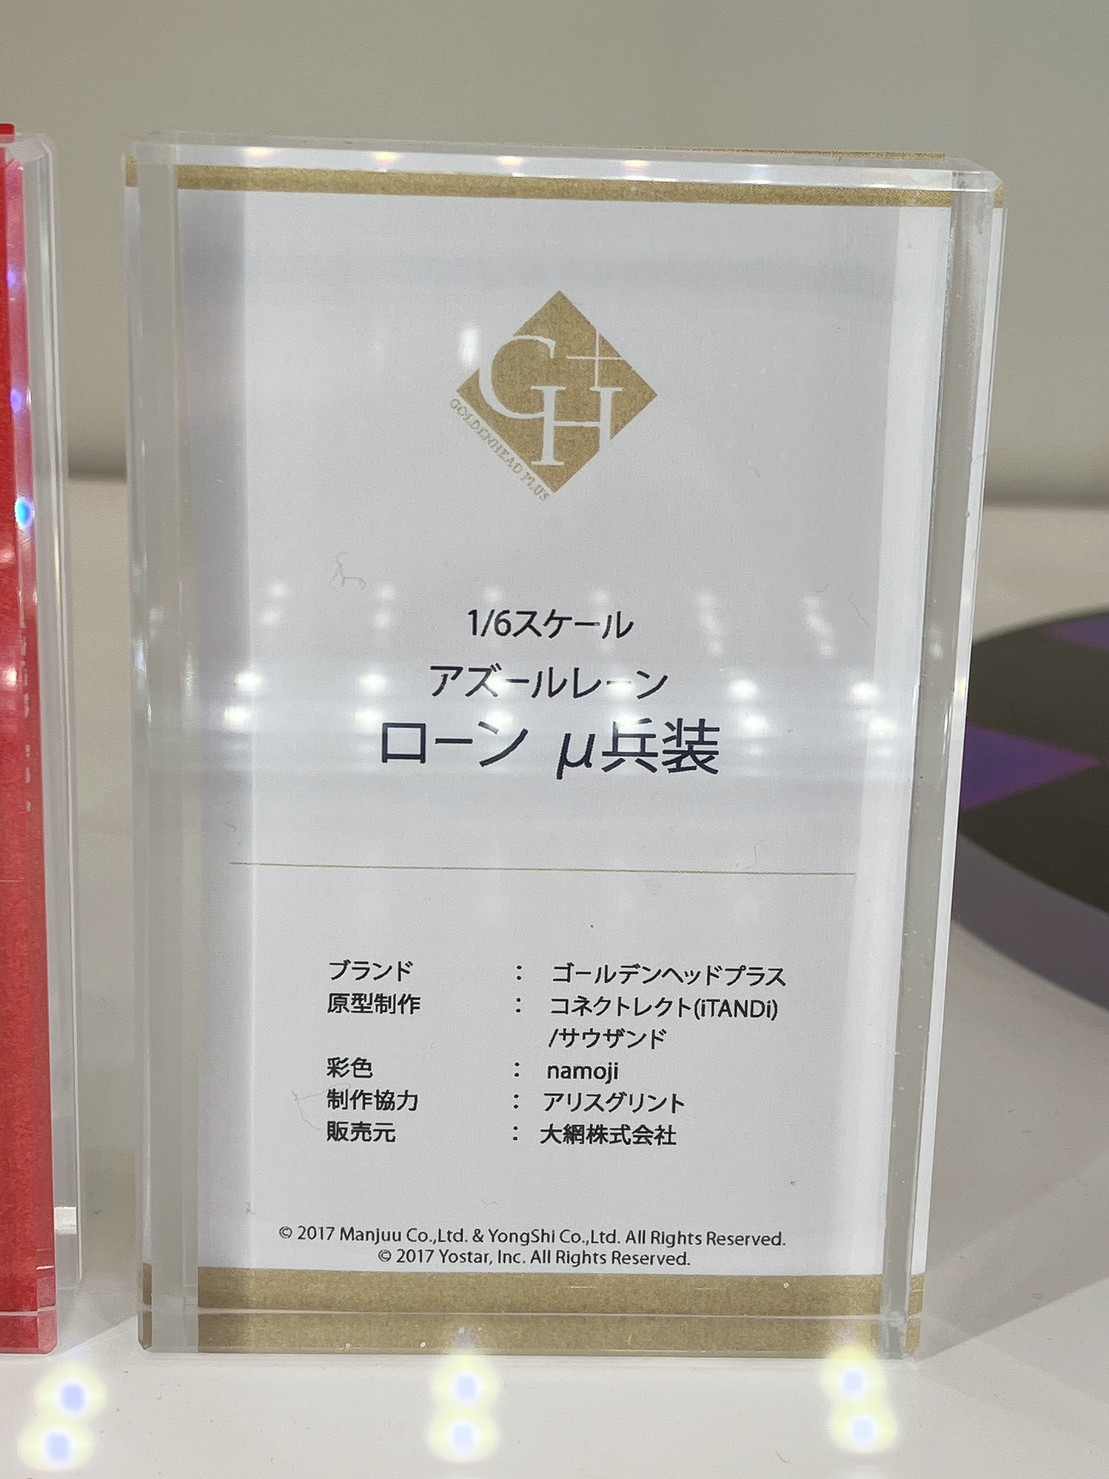 GH+
GOLDENHEAD PLUS
1/6スケール
アズールレーン
ローン μ兵装
ブランド : ゴールデンヘッドプラス
原型制作 : コネクトレクト(iTANDi)
/サウザンド
彩色 : namoji
制作協力 : アリスグリント
販売元 : 大網株式会社
© 2017 Manjuu Co.,Ltd. & YongShi Co.,Ltd. All Rights Reserved.
© 2017 Yostar, Inc. All Rights Reserved.